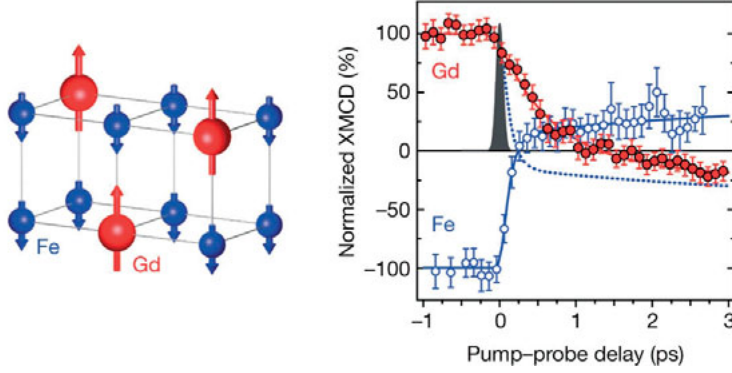 Fe
Gd
Normalized XMCD (%)
100
50
0
−50
−100
Gd
Fe
−1
0
1
2
3
Pump–probe delay (ps)